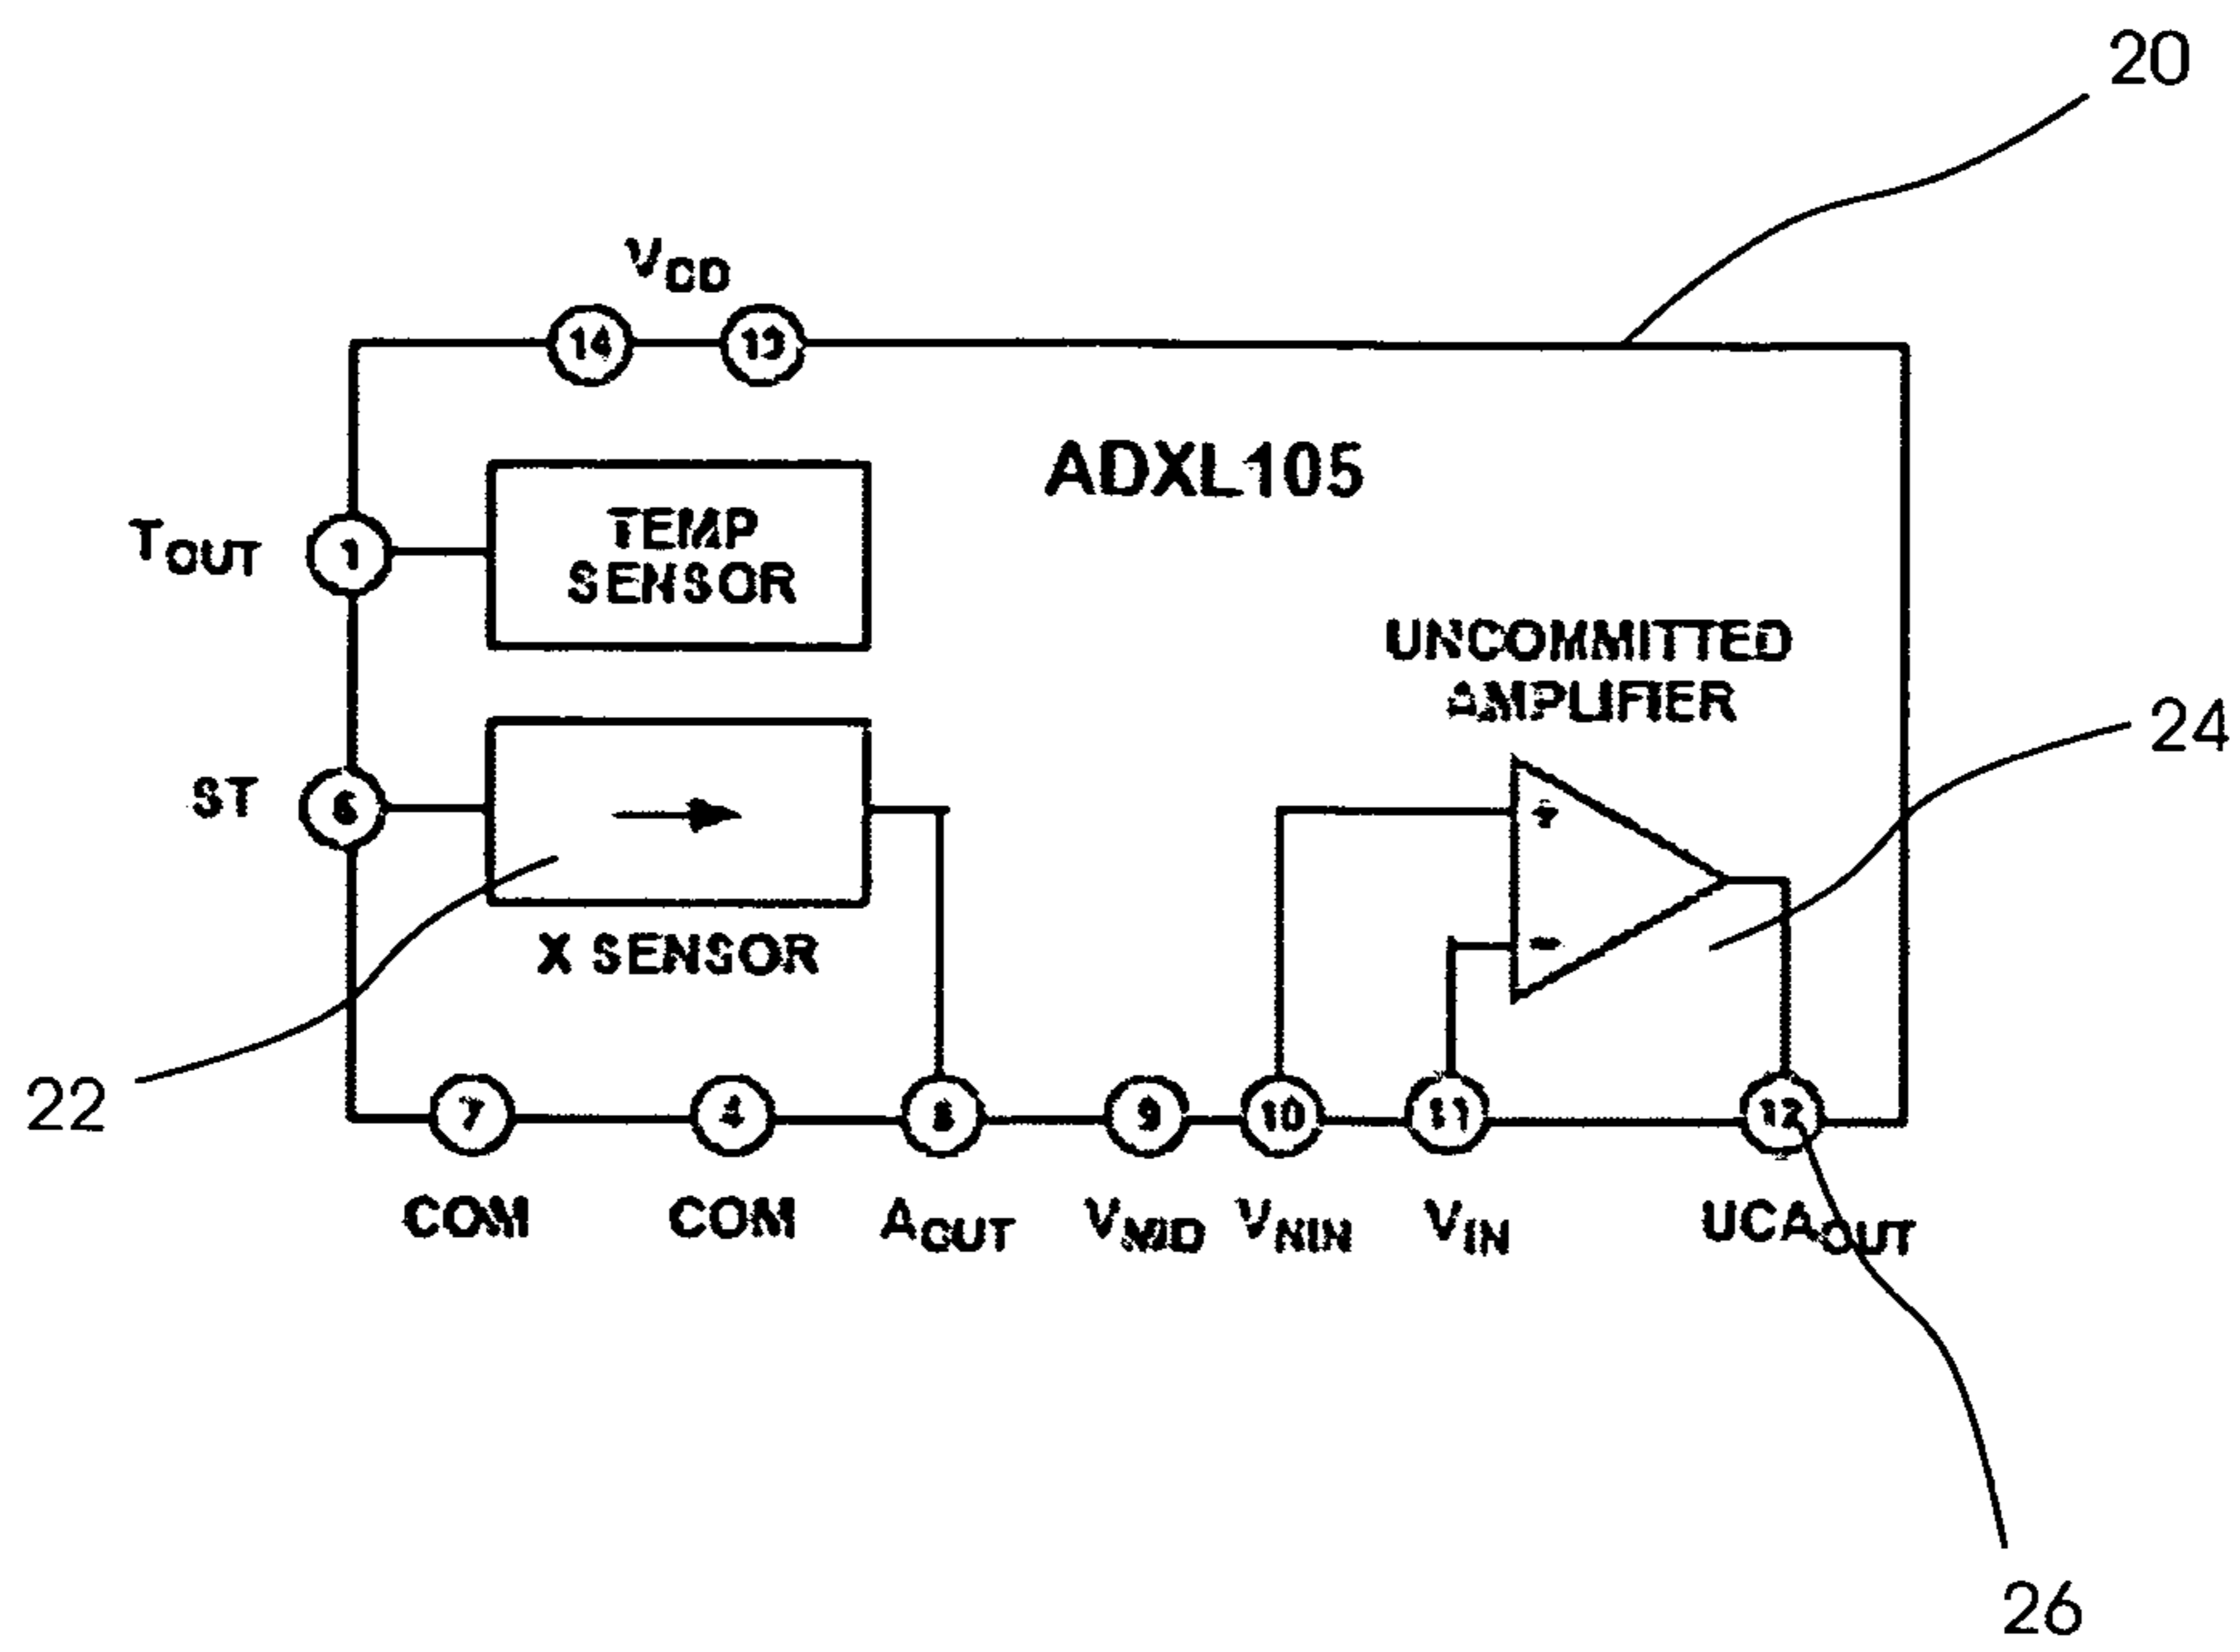 20
VDD
14 13
ADXL105
TOUT 1 TEMP
SENSOR
UNCOMMITTED
AMPLIFIER
24
ST 6
+
−
X SENSOR
22
7 4 8 9 10 11 12
COM COM AOUT VMID VNIN VIN UCAOUT
26